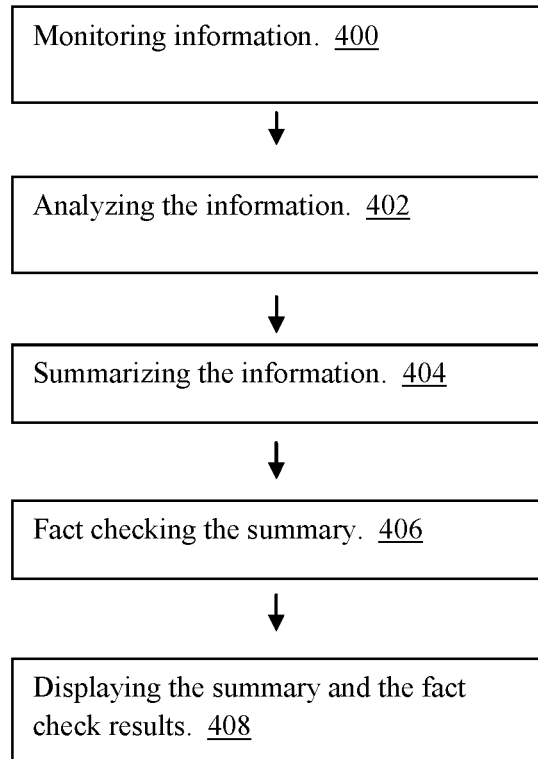 Monitoring information. 400
Analyzing the information. 402
Summarizing the information. 404
Fact checking the summary. 406
Displaying the summary and the fact
check results. 408